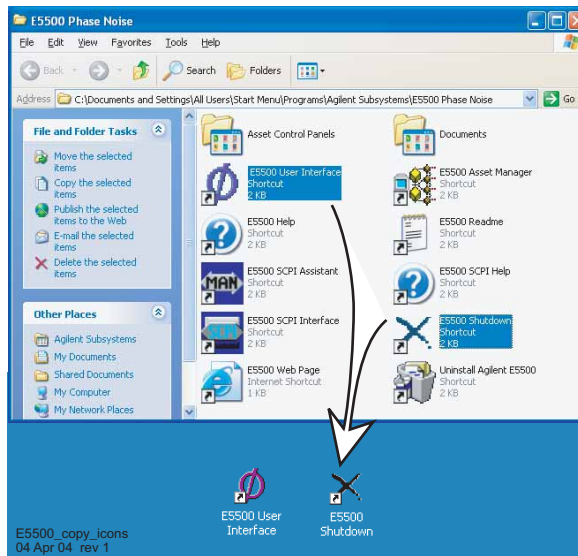 E5500 Phase Noise
File Edit View Favorites Tools Help
Back Search Folders
Address C:\Documents and Settings\All Users\Start Menu\Programs\Agilent Subsystems\E5500 Phase Noise Go
File and Folder Tasks
Move the selected
items
Copy the selected
items
Publish the selected
items to the Web
E-mail the selected
items
Delete the selected
items
Other Places
Agilent Subsystems
My Documents
Shared Documents
My Computer
My Network Places
Asset Control Panels
Documents
E5500 User Interface
Shortcut
2 KB
E5500 Asset Manager
Shortcut
2 KB
E5500 Help
Shortcut
2 KB
E5500 Readme
Shortcut
2 KB
MAN
E5500 SCPI Assistant
Shortcut
2 KB
E5500 SCPI Help
Shortcut
2 KB
SCPI
E5500 SCPI Interface
Shortcut
2 KB
E5500 Shutdown
Shortcut
2 KB
E5500 Web Page
Internet Shortcut
1 KB
Uninstall Agilent E5500
Shortcut
2 KB
E5500 User
Interface
E5500
Shutdown
E5500_copy_icons
04 Apr 04 rev 1